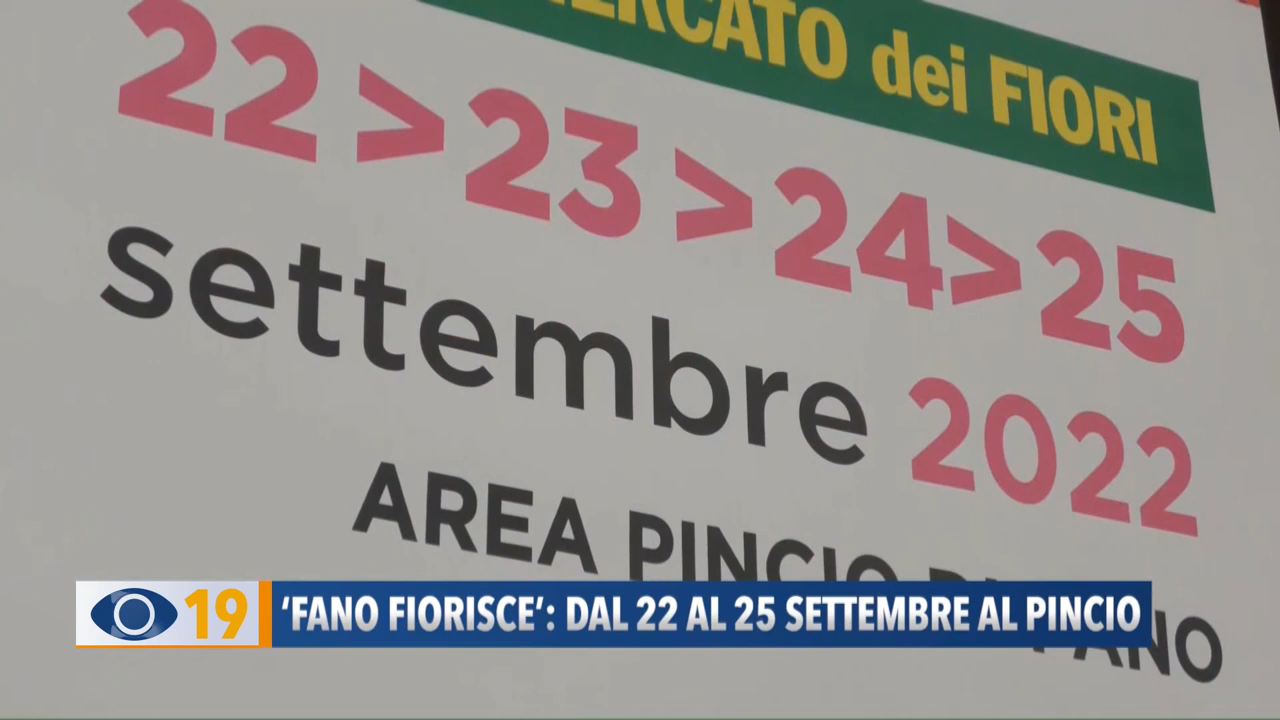 MERCATO dei FIORI
22>23>24>25
settembre 2022
AREA PINCIO
19 'FANO FIORISCE': DAL 22 AL 25 SETTEMBRE AL PINCIO